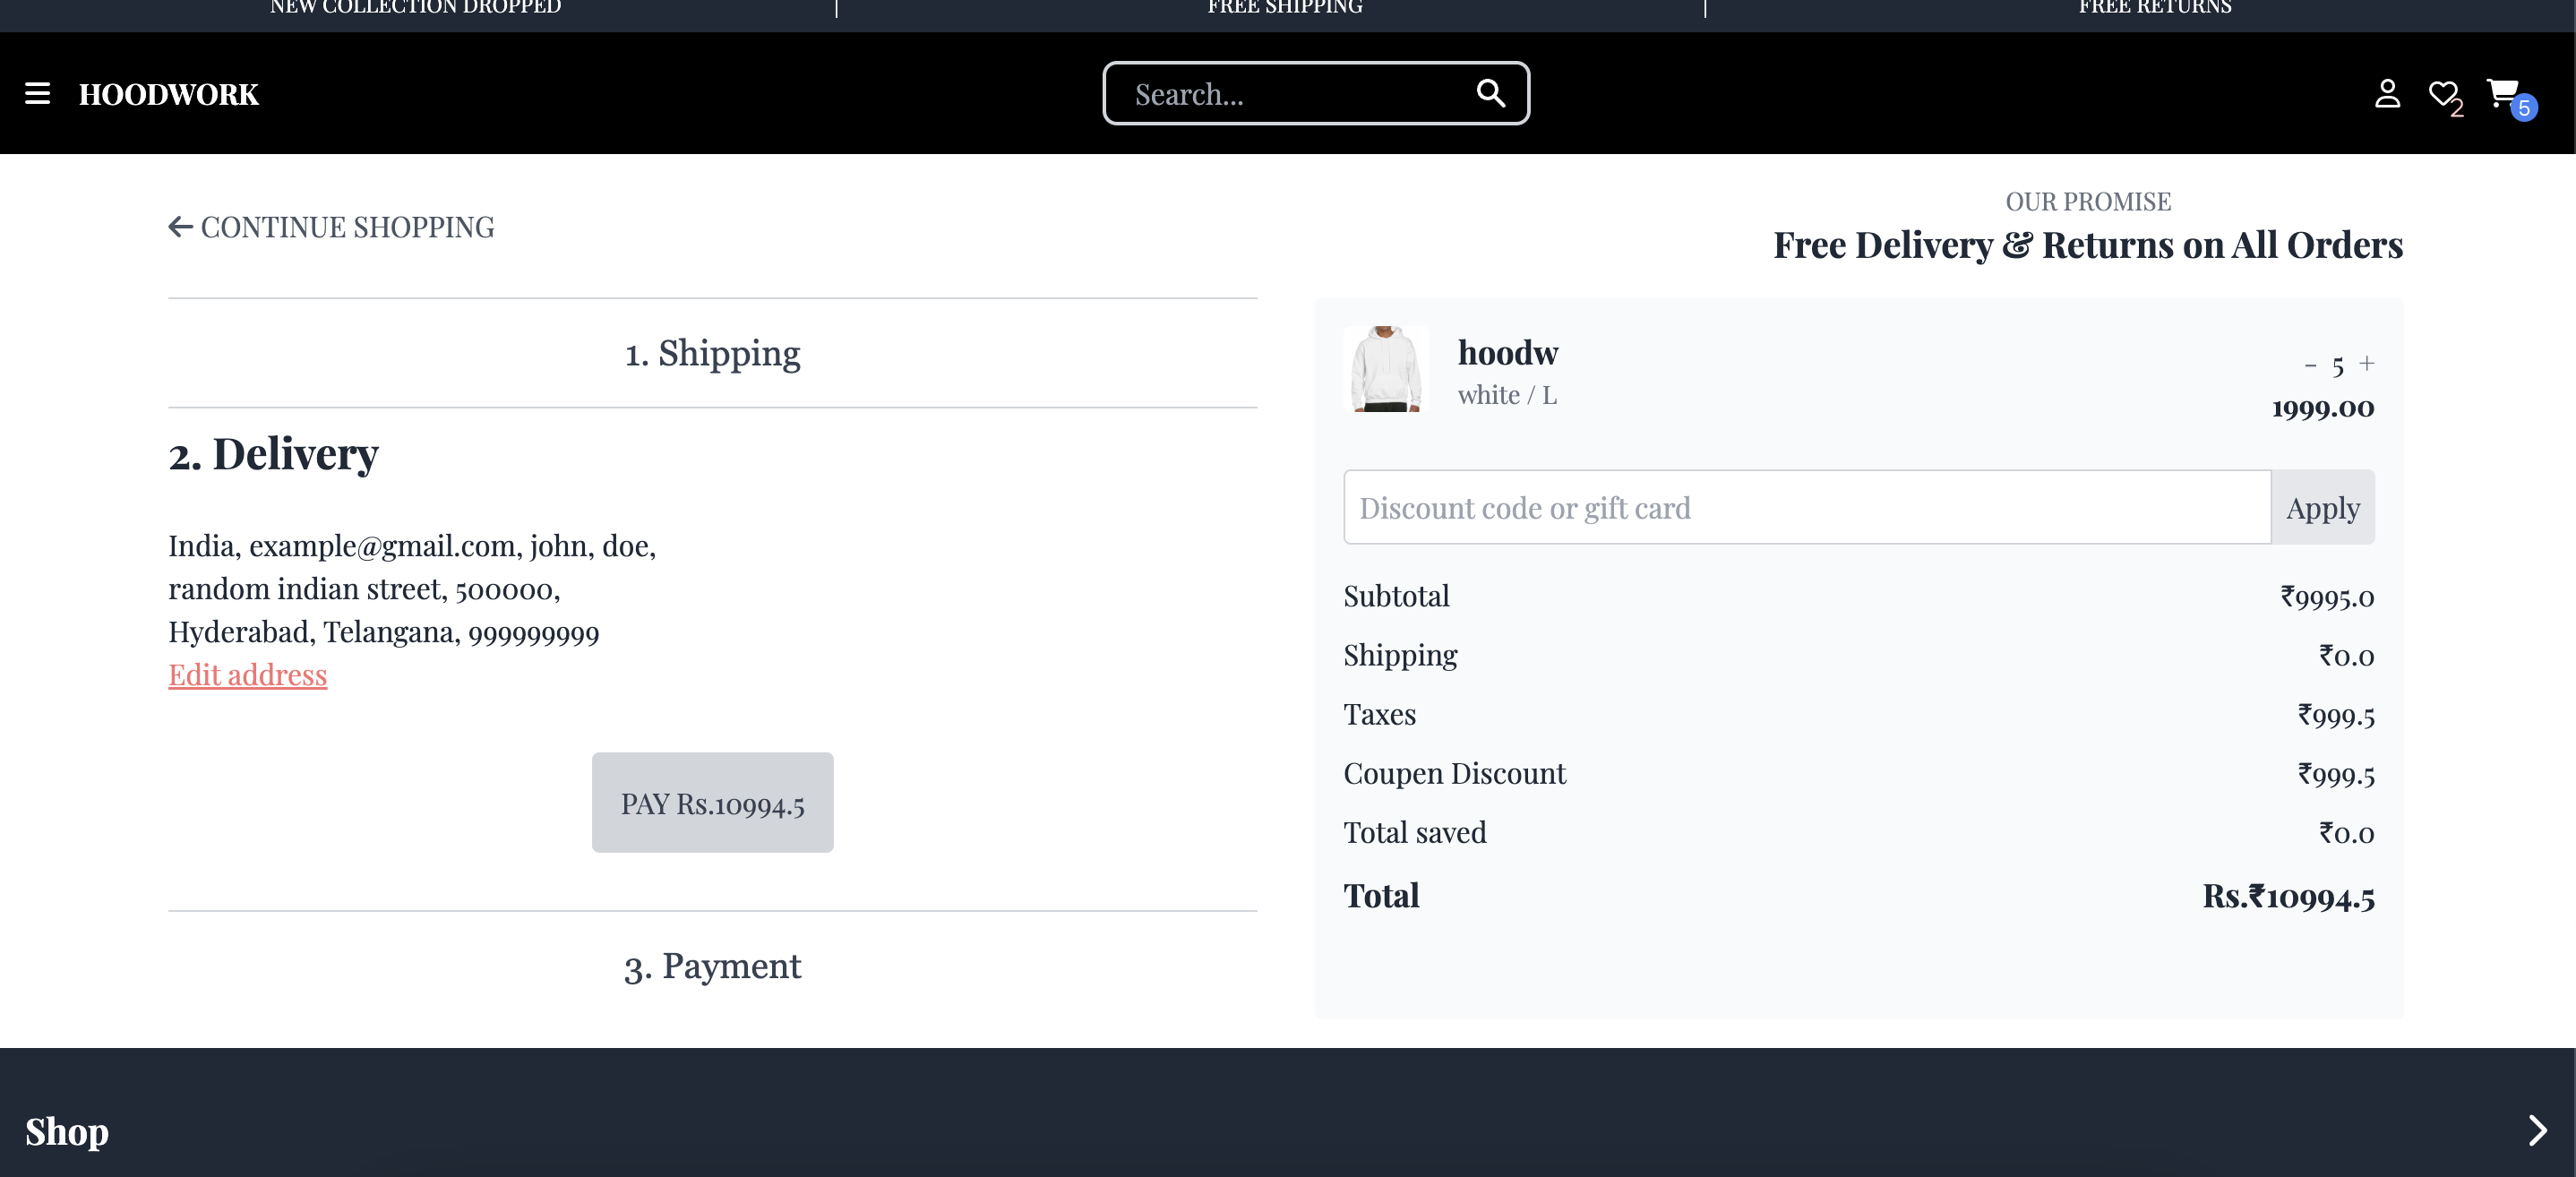 NEW COLLECTION DROPPED
FREE SHIPPING
FREE RETURNS
HOODWORK
Search...
2
5
CONTINUE SHOPPING
OUR PROMISE
Free Delivery & Returns on All Orders
1. Shipping
2. Delivery
India, example@gmail.com, john, doe,
random indian street, 500000,
Hyderabad, Telangana, 999999999
Edit address
PAY Rs.10994.5
3. Payment
hoodw
white / L
- 5 +
1999.00
Discount code or gift card
Apply
Subtotal ₹9995.0
Shipping ₹0.0
Taxes ₹999.5
Coupen Discount ₹999.5
Total saved ₹0.0
Total Rs.₹10994.5
Shop